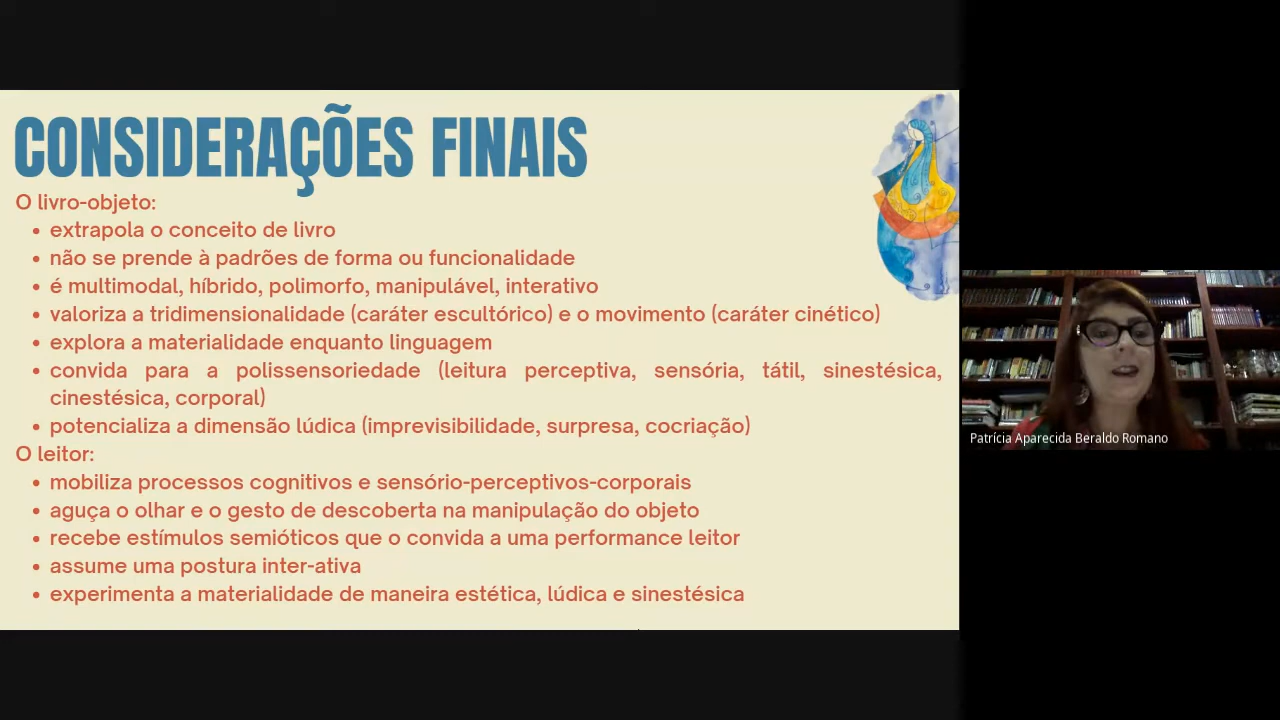 CONSIDERAÇÕES FINAIS
O livro-objeto:
• extrapola o conceito de livro
• não se prende à padrões de forma ou funcionalidade
• é multimodal, híbrido, polimorfo, manipulável, interativo
• valoriza a tridimensionalidade (caráter escultórico) e o movimento (caráter cinético)
• explora a materialidade enquanto linguagem
• convida para a polissensoriedade (leitura perceptiva, sensória, tátil, sinestésica,
cinestésica, corporal)
• potencializa a dimensão lúdica (imprevisibilidade, surpresa, cocriação)
O leitor:
• mobiliza processos cognitivos e sensório-perceptivos-corporais
• aguça o olhar e o gesto de descoberta na manipulação do objeto
• recebe estímulos semióticos que o convida a uma performance leitor
• assume uma postura inter-ativa
• experimenta a materialidade de maneira estética, lúdica e sinestésica
Patrícia Aparecida Beraldo Romano